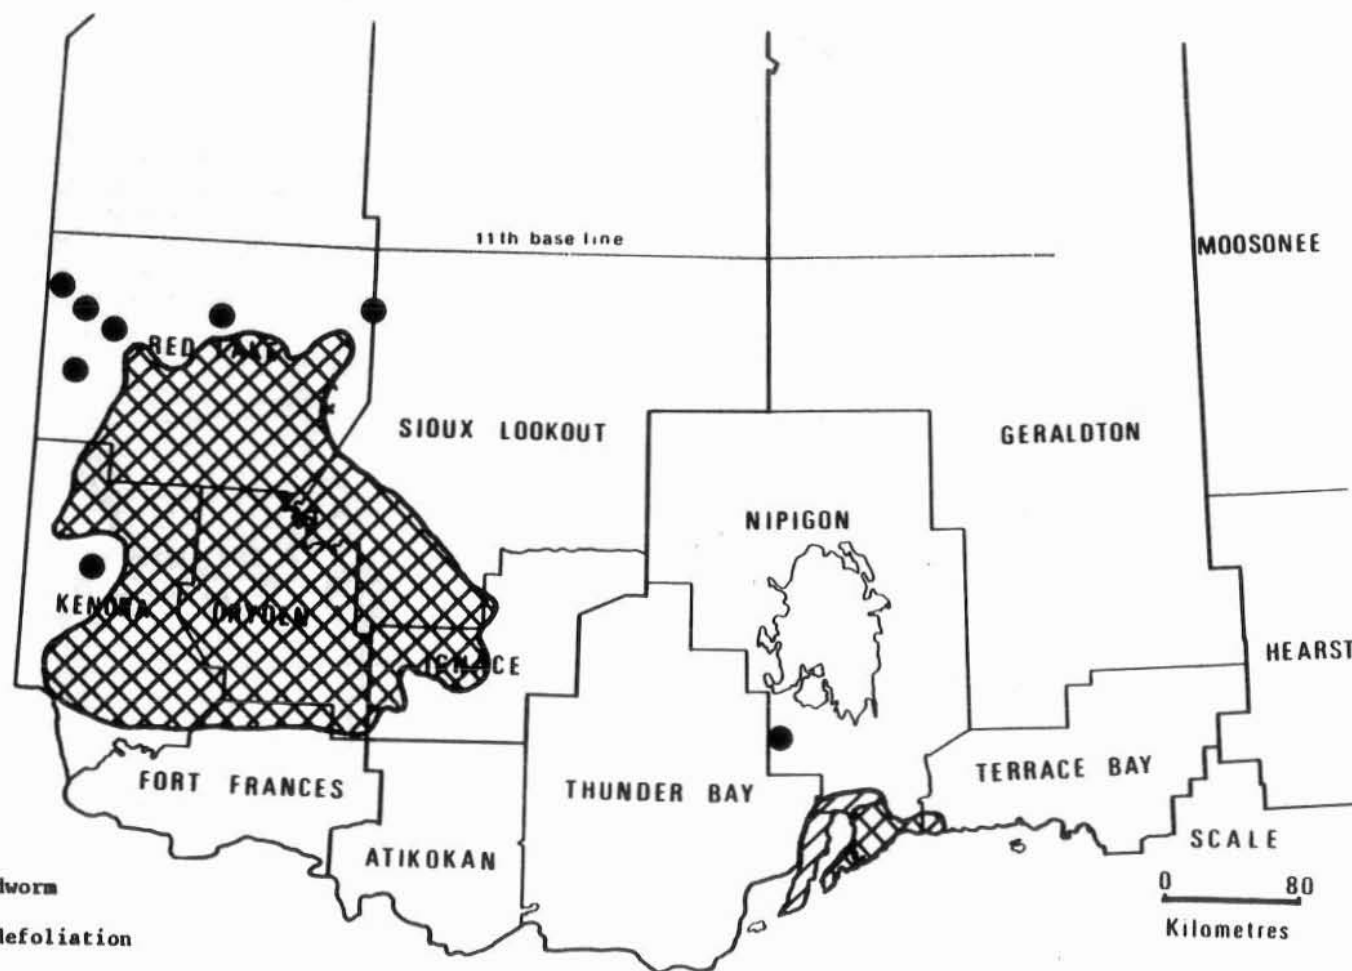 11th base line
MOOSONEE
RED LAKE
SIOUX LOOKOUT
GERALDTON
NIPIGON
KENORA
DRYDEN
IGNACE
HEARST
FORT FRANCES
THUNDER BAY
TERRACE BAY
ATIKOKAN
SCALE
0 80
Kilometres
dworm
defoliation